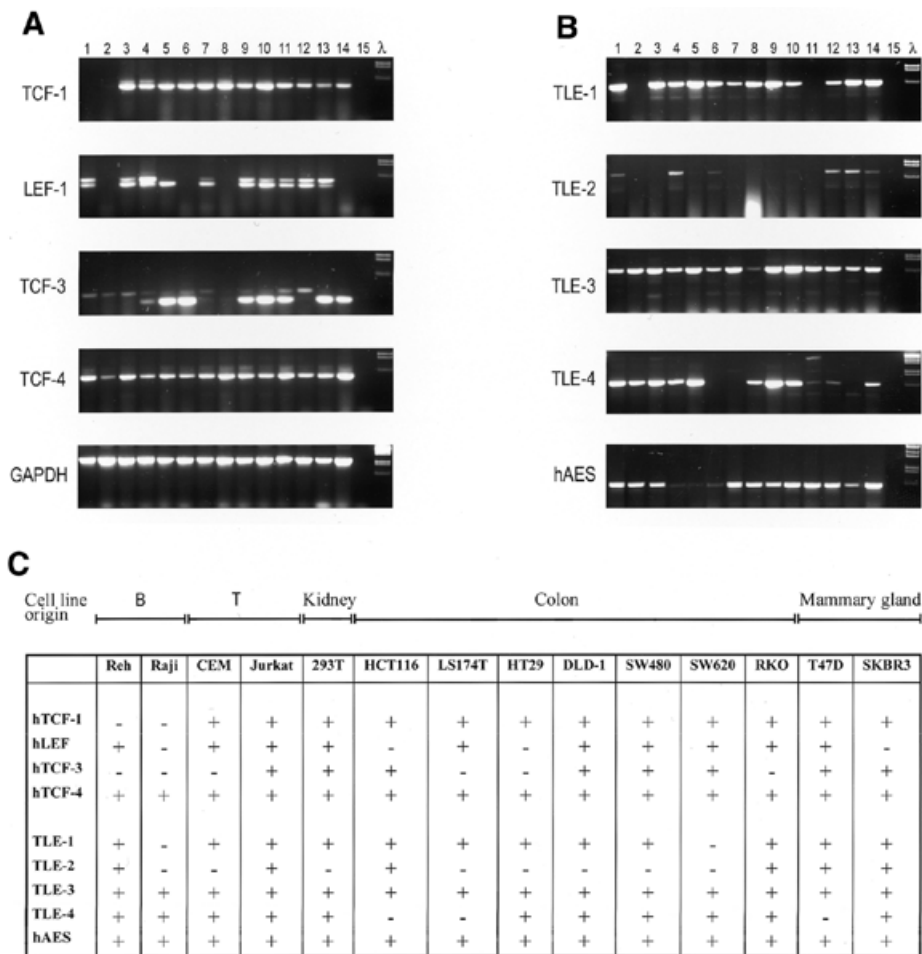 A
1 2 3 4 5 6 7 8 9 10 11 12 13 14 15 λ
TCF-1
LEF-1
TCF-3
TCF-4
GAPDH
B
1 2 3 4 5 6 7 8 9 10 11 12 13 14 15 λ
TLE-1
TLE-2
TLE-3
TLE-4
hAES
C
Cell line origin B T Kidney Colon Mammary gland
Reh Raji CEM Jurkat 293T HCT116 LS174T HT29 DLD-1 SW480 SW620 RKO T47D SKBR3
hTCF-1 - - + + + + + + + + + + + +
hLEF + - + + + - + - + + + + + -
hTCF-3 - - - + + + - - + + + - + +
hTCF-4 + + + + + + + + + + + + + +
TLE-1 + - + + + + + + + + - + + +
TLE-2 + - - + - + - - - - - + + +
TLE-3 + + + + + + + + + + + + + +
TLE-4 + + + + + - - + + + + + - +
hAES + + + + + + + + + + + + + +